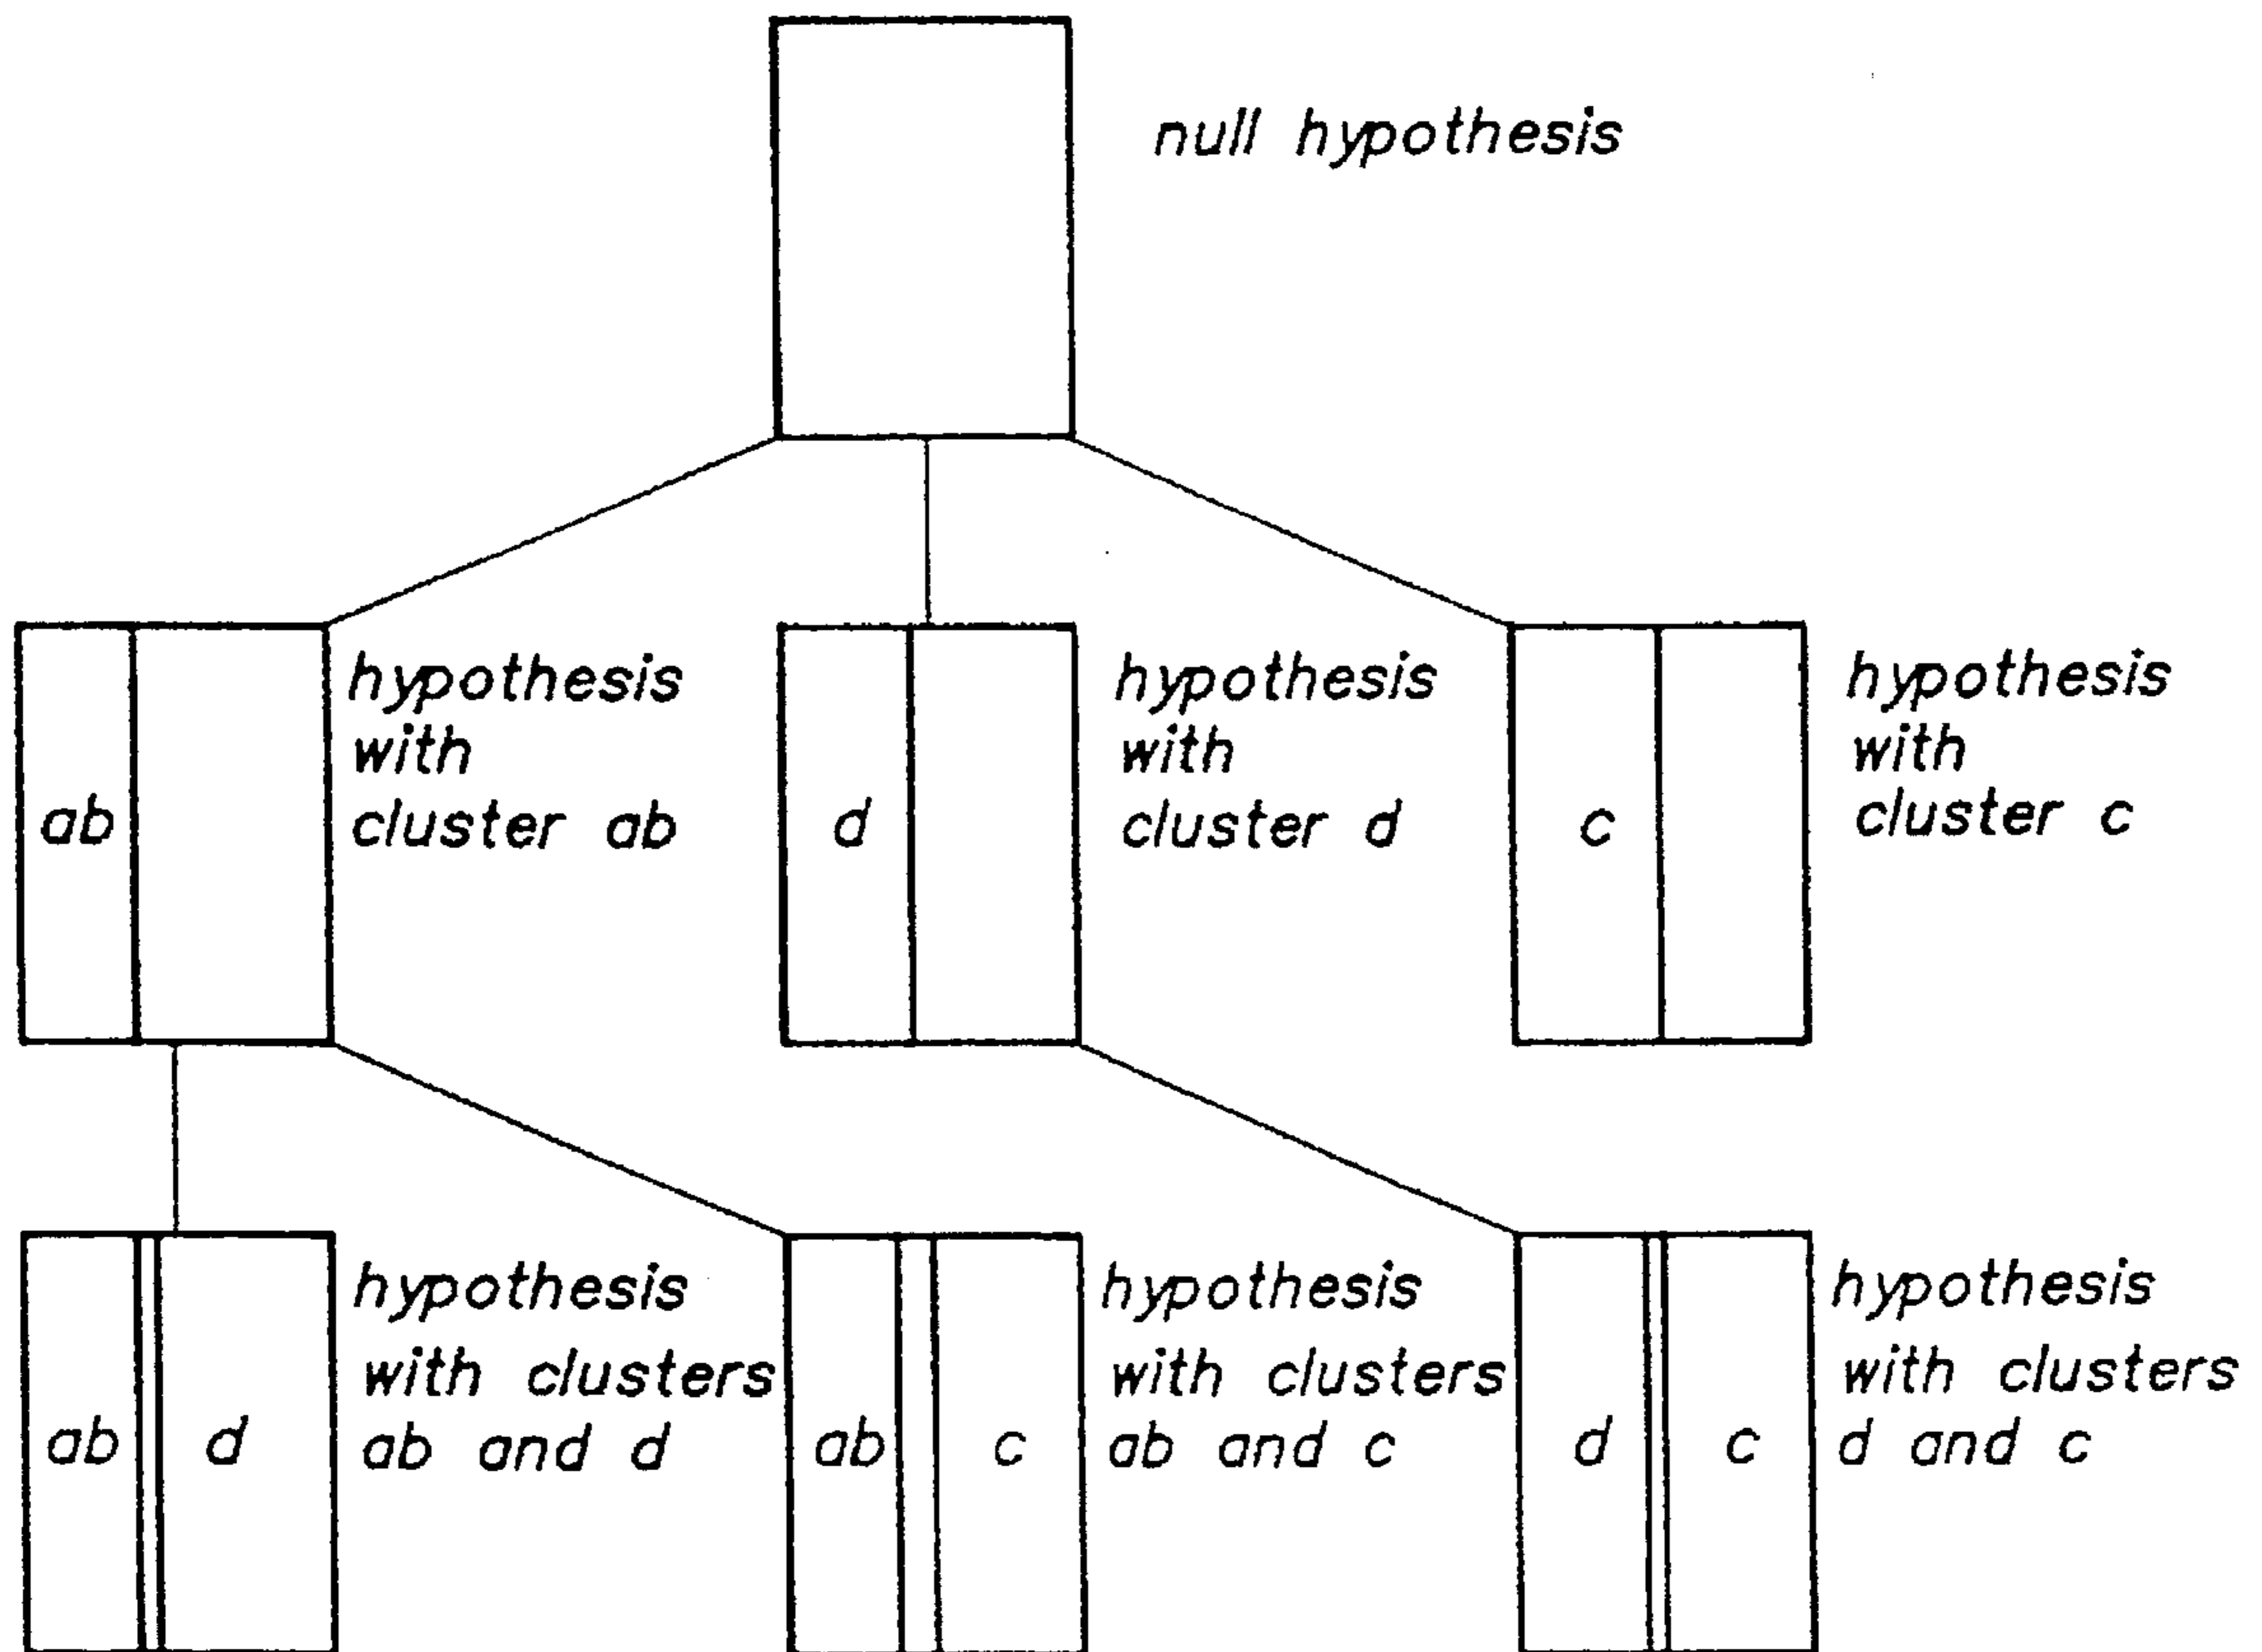 null hypothesis
ab
hypothesis
with
cluster ab
d
hypothesis
with
cluster d
c
hypothesis
with
cluster c
ab
d
hypothesis
with clusters
ab and d
ab
c
hypothesis
with clusters
ab and c
d
c
hypothesis
with clusters
d and c